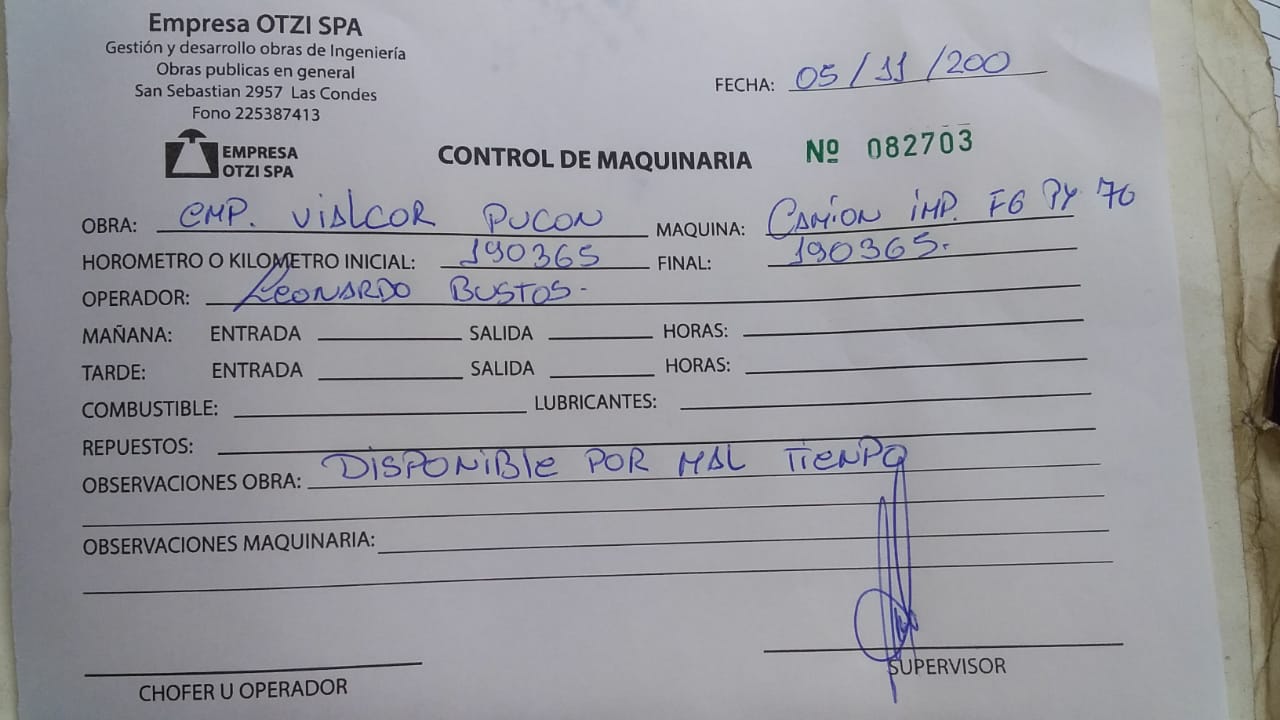 Empresa OTZI SPA
Gestión y desarrollo obras de Ingeniería
Obras publicas en general
San Sebastian 2957 Las Condes
Fono 225387413
FECHA: 05/11/200
EMPRESA
OTZI SPA
CONTROL DE MAQUINARIA
Nº 082703
OBRA: EMP. VIALCOR PUCON MAQUINA: CAMION IMP. FG PY 70
HOROMETRO O KILOMETRO INICIAL: 190365 FINAL: 190365.
OPERADOR: LEONARDO BUSTOS.
MAÑANA: ENTRADA SALIDA HORAS:
TARDE: ENTRADA SALIDA HORAS:
COMBUSTIBLE: LUBRICANTES:
REPUESTOS:
OBSERVACIONES OBRA: DISPONIBLE POR MAL TIENPO
OBSERVACIONES MAQUINARIA:
CHOFER U OPERADOR
SUPERVISOR